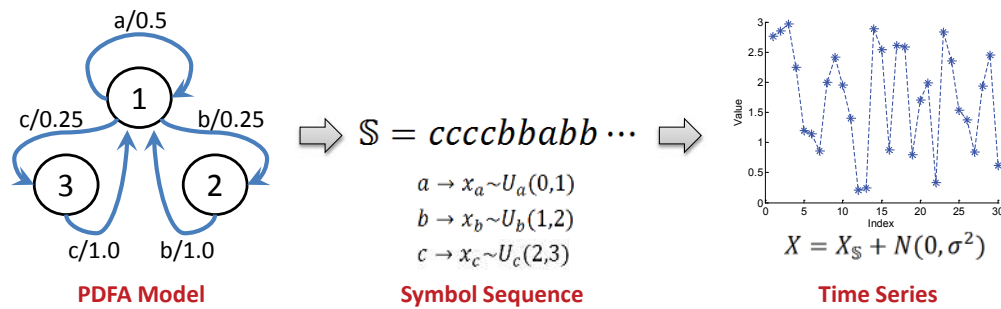 a/0.5
1
c/0.25
b/0.25
3
2
c/1.0
b/1.0
PDFA Model
𝕊 = ccccbbabb ⋯
a → x_a~U_a(0,1)
b → x_b~U_b(1,2)
c → x_c~U_c(2,3)
Symbol Sequence
3
2.5
2
1.5
1
0.5
0
Value
0 5 10 15 20 25 30
Index
X = X_𝕊 + N(0, σ²)
Time Series